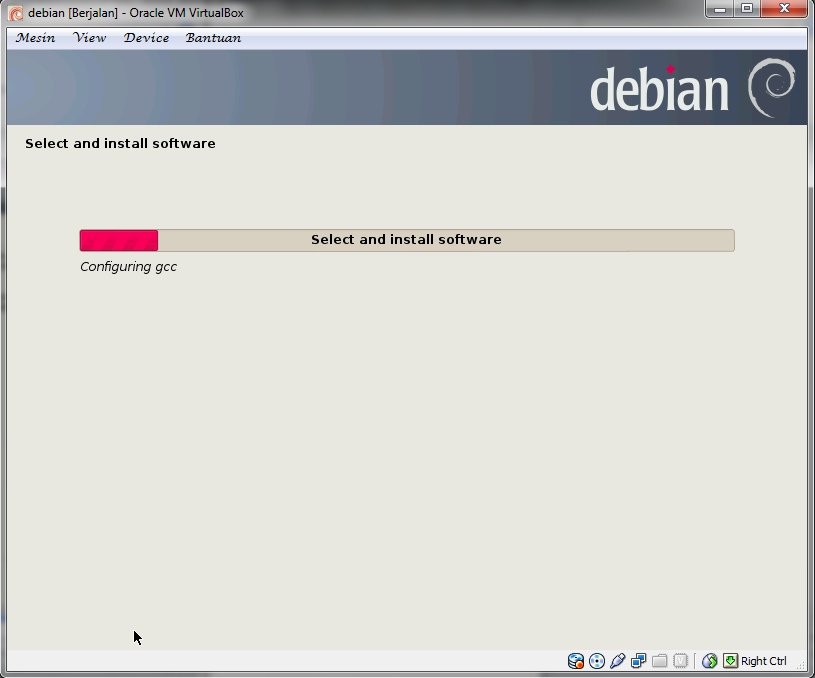 debian [Berjalan] - Oracle VM VirtualBox
Mesin View Device Bantuan
debian
Select and install software
Select and install software
Configuring gcc
Right Ctrl